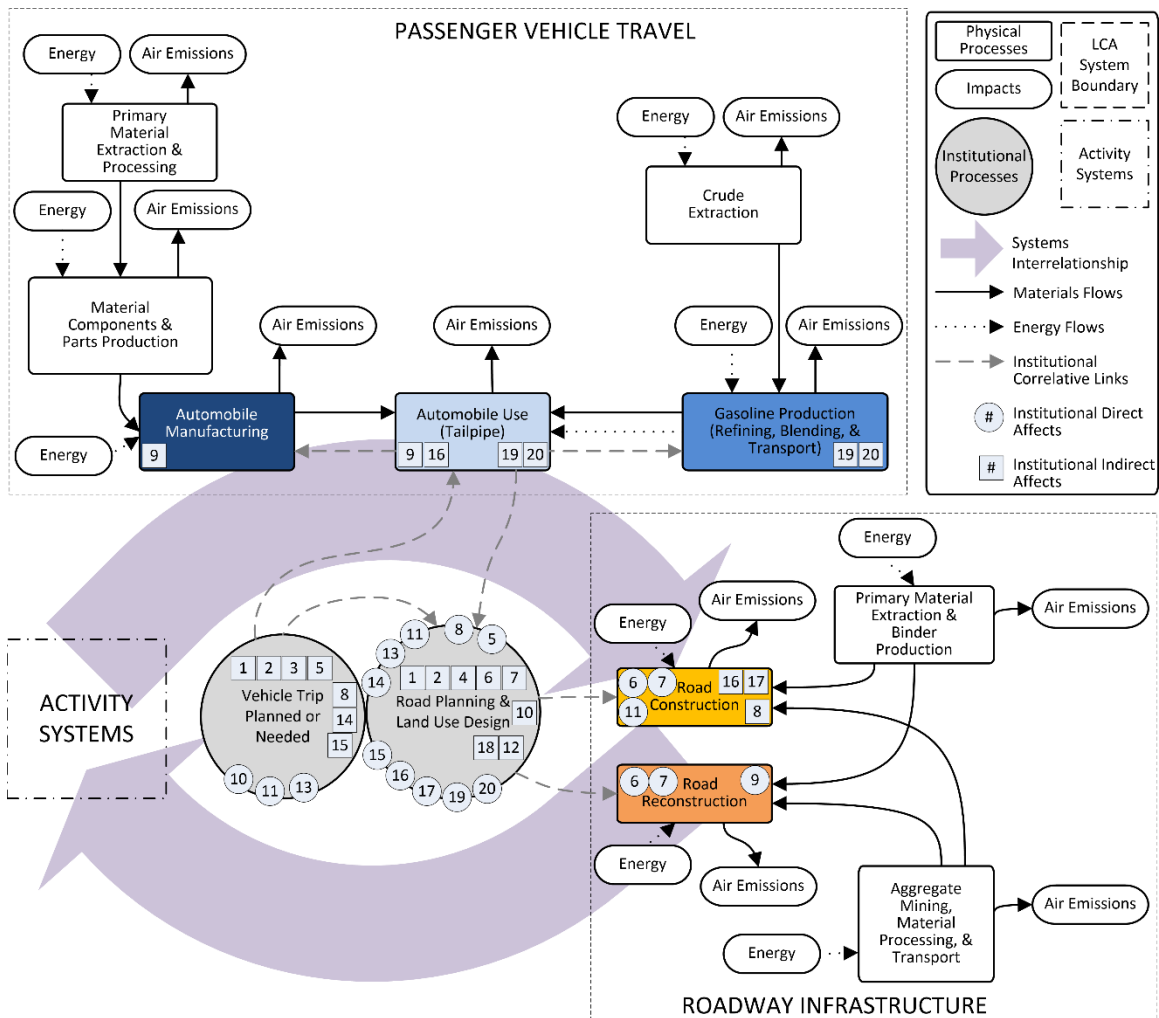 PASSENGER VEHICLE TRAVEL
Energy
Air Emissions
Primary
Material
Extraction &
Processing
Energy
Air Emissions
Material
Components &
Parts Production
Energy
Air Emissions
Crude
Extraction
Air Emissions
Air Emissions
Energy
Air Emissions
Energy
Automobile
Manufacturing
9
Automobile Use
(Tailpipe)
9 16 19 20
Gasoline Production
(Refining, Blending, &
Transport)
19 20
Physical
Processes
LCA
System
Boundary
Impacts
Institutional
Processes
Activity
Systems
Systems
Interrelationship
Materials Flows
Energy Flows
Institutional
Correlative Links
# Institutional Direct
Affects
# Institutional Indirect
Affects
ACTIVITY
SYSTEMS
1 2 3 5
Vehicle Trip
Planned or
Needed
8
14
15
10 11 13
14 13 11 8 5
1 2 4 6 7
Road Planning &
Land Use Design
10
18 12
15 16 17 19 20
Energy
Air Emissions
6 7 Road
Construction
16 17
11
8
6 7 Road
Reconstruction
9
Energy
Air Emissions
Energy
Primary Material
Extraction &
Binder
Production
Air Emissions
Aggregate
Mining,
Material
Processing, &
Transport
Air Emissions
Energy
ROADWAY INFRASTRUCTURE